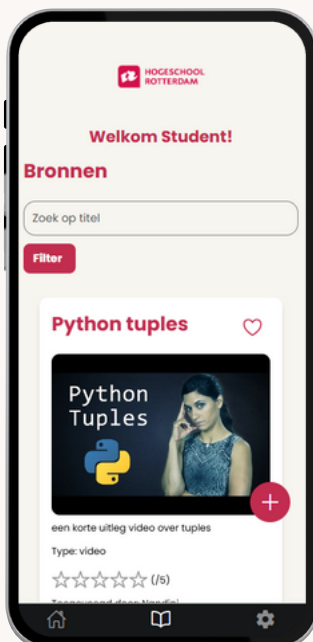 HOGESCHOOL
ROTTERDAM
Welkom Student!
Bronnen
Zoek op titel
Filter
Python tuples
Python
Tuples
een korte uitleg video over tuples
Type: video
(/5)